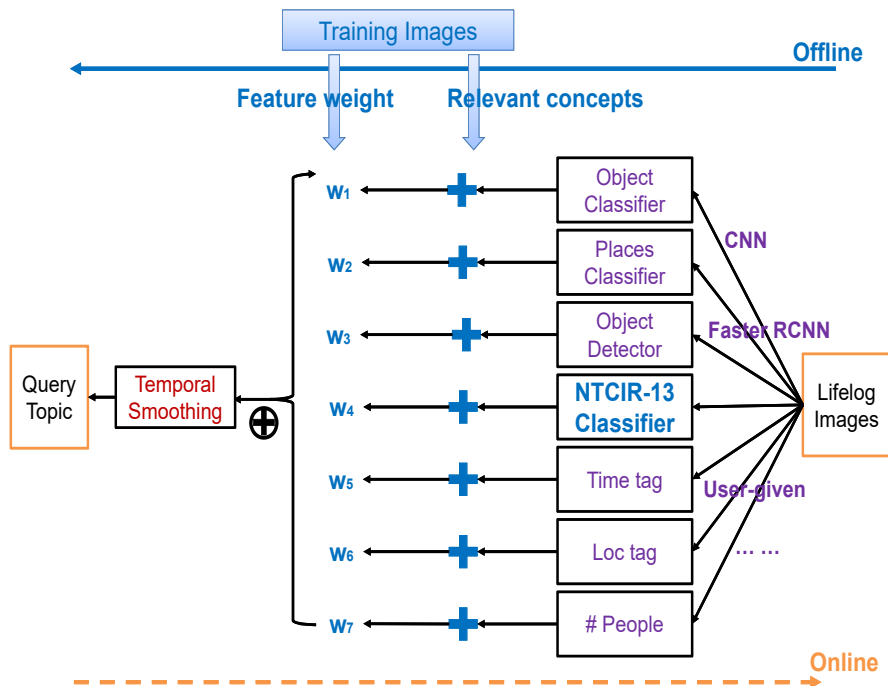 Training Images
Offline
Feature weight
Relevant concepts
w1
Object
Classifier
CNN
w2
Places
Classifier
w3
Object
Detector
Faster RCNN
Query
Topic
Temporal
Smoothing
w4
NTCIR-13
Classifier
Lifelog
Images
w5
Time tag
User-given
w6
Loc tag
... ...
w7
# People
Online